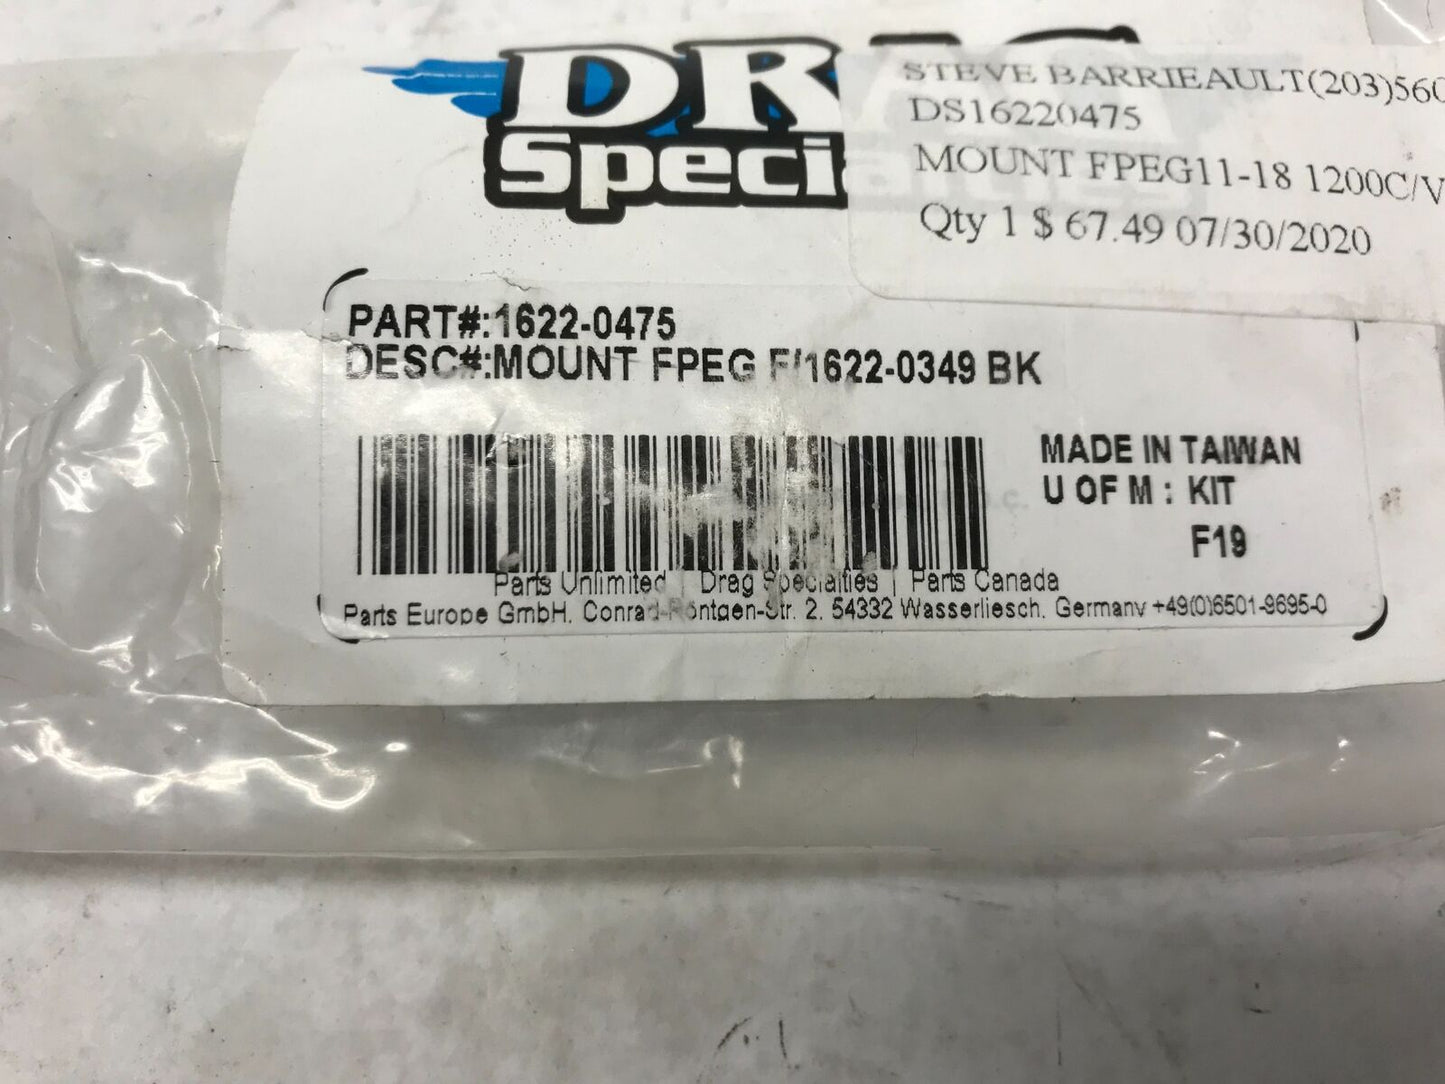 DRAG
Speci
STEVE BARRIEAULT(203)560
DS16220475
MOUNT FPEG11-18 1200C/V
Qty 1 $ 67.49 07/30/2020
PART#:1622-0475
DESC#:MOUNT FPEG F/1622-0349 BK
MADE IN TAIWAN
U OF M : KIT
F19
Parts Unlimited | Drag Specialties | Parts Canada
Parts Europe GmbH. Conrad-Röntgen-Str. 2. 54332 Wasserliesch. Germany +49(0)6501-9695-0